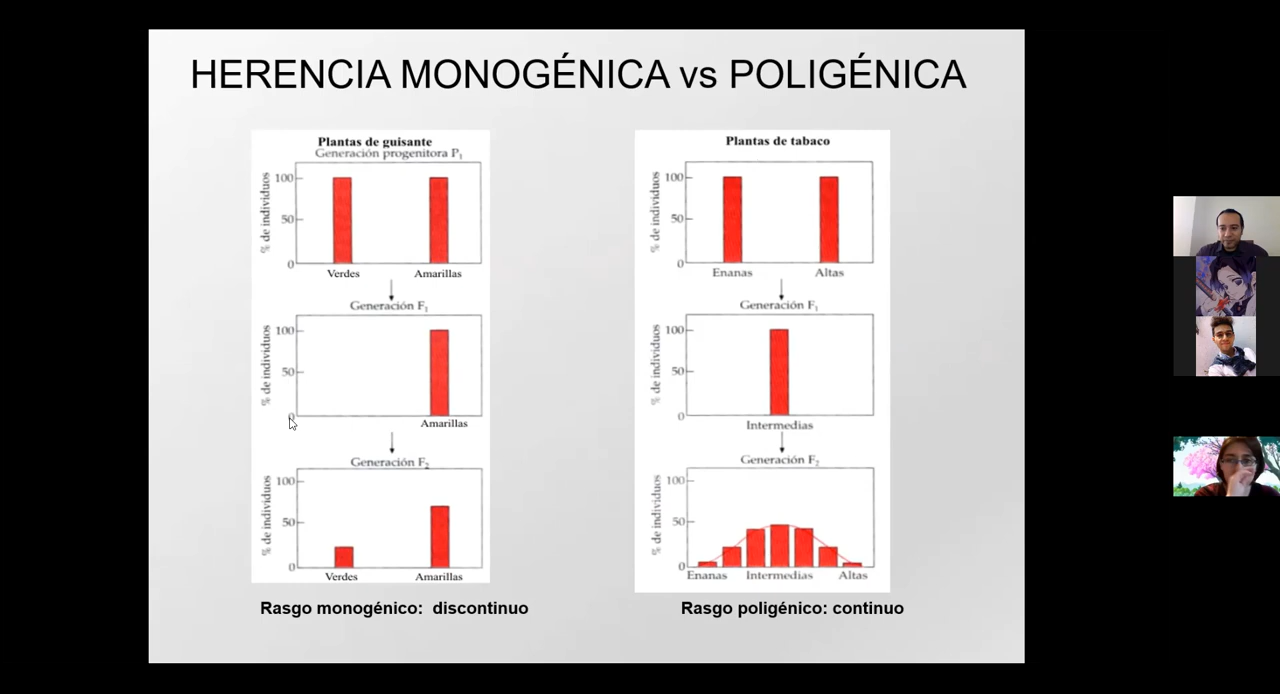 HERENCIA MONOGÉNICA vs POLIGÉNICA
Plantas de guisante
Generación progenitora P₁
% de individuos
100
50
0
Verdes
Amarillas
Generación F₁
% de individuos
100
50
0
Amarillas
Generación F₂
% de individuos
100
50
0
Verdes
Amarillas
Rasgo monogénico: discontinuo
Plantas de tabaco
% de individuos
100
50
0
Enanas
Altas
Generación F₁
% de individuos
100
50
0
Intermedias
Generación F₂
% de individuos
100
50
0
Enanas
Intermedias
Altas
Rasgo poligénico: continuo